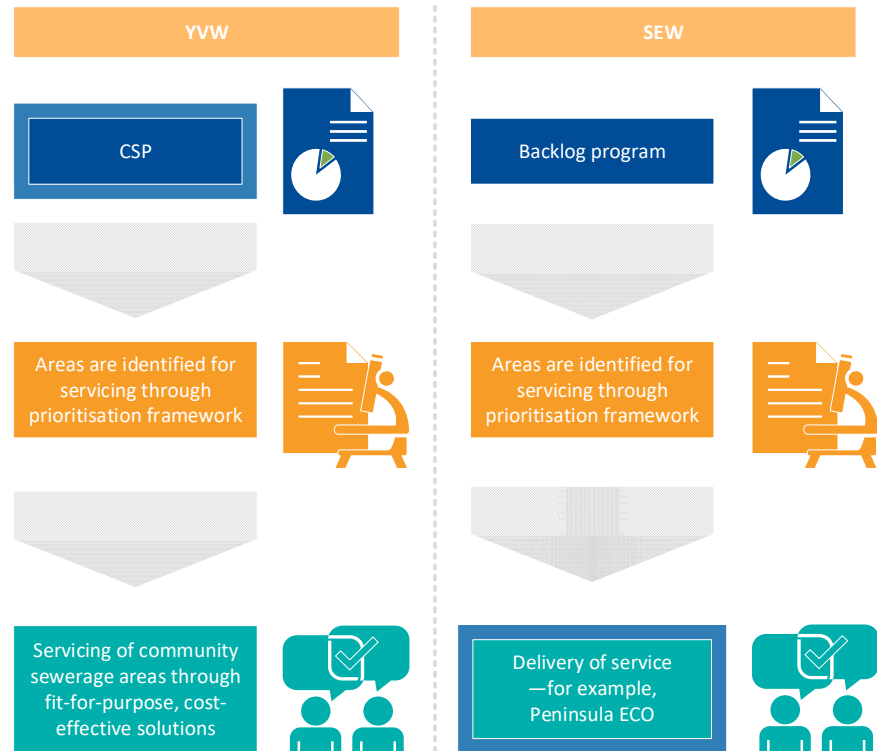 YVW
SEW
CSP
Backlog program
Areas are identified for
servicing through
prioritisation framework
Areas are identified for
servicing through
prioritisation framework
Servicing of community
sewerage areas through
fit-for-purpose, cost-
effective solutions
Delivery of service
—for example,
Peninsula ECO